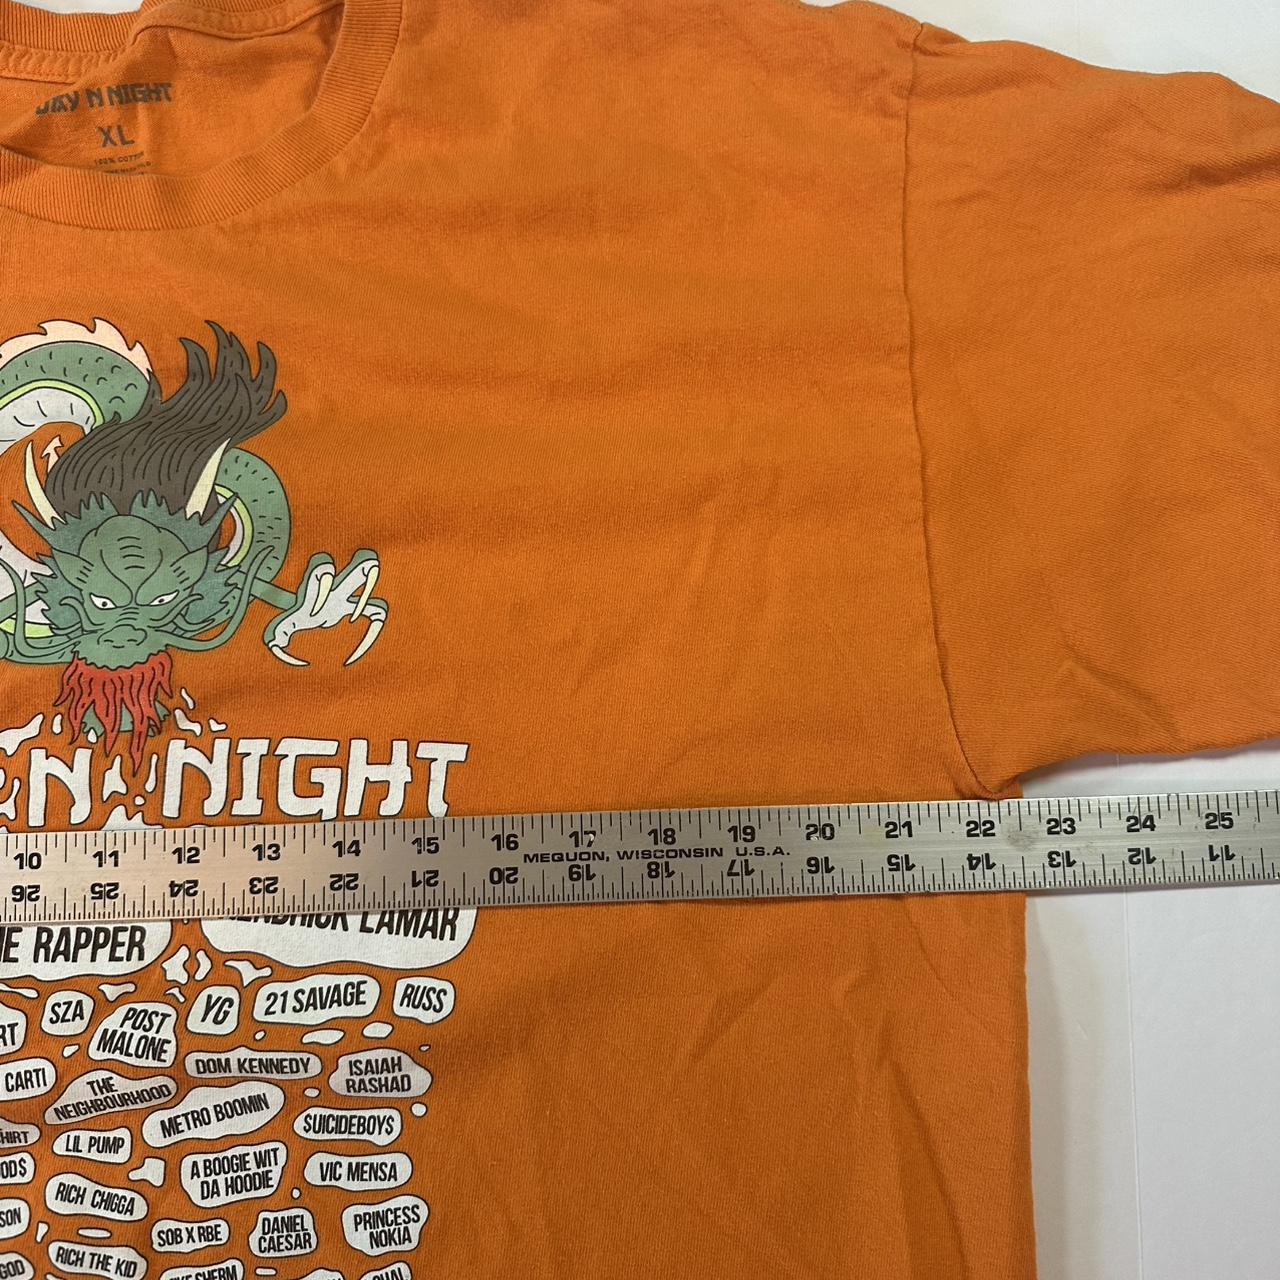 DAY N NIGHT
XL
100% COTTON
N NIGHT
10 11 12 13 14 15 16 17 18 19 20 21 22 23 24 25
MEQUON, WISCONSIN U.S.A.
26 25 24 23 22 21 20 19 18 17 16 15 14 13 12 11
KENDRICK LAMAR
RAPPER
SZA
POST
MALONE
YG
21 SAVAGE
RUSS
CARTI
THE
NEIGHBOURHOOD
DOM KENNEDY
ISAIAH
RASHAD
LIL PUMP
METRO BOOMIN
$UICIDEBOY$
RICH CHIGGA
A BOOGIE WIT
DA HOODIE
VIC MENSA
SOB X RBE
DANIEL
CAESAR
PRINCESS
NOKIA
GOD
RICH THE KID